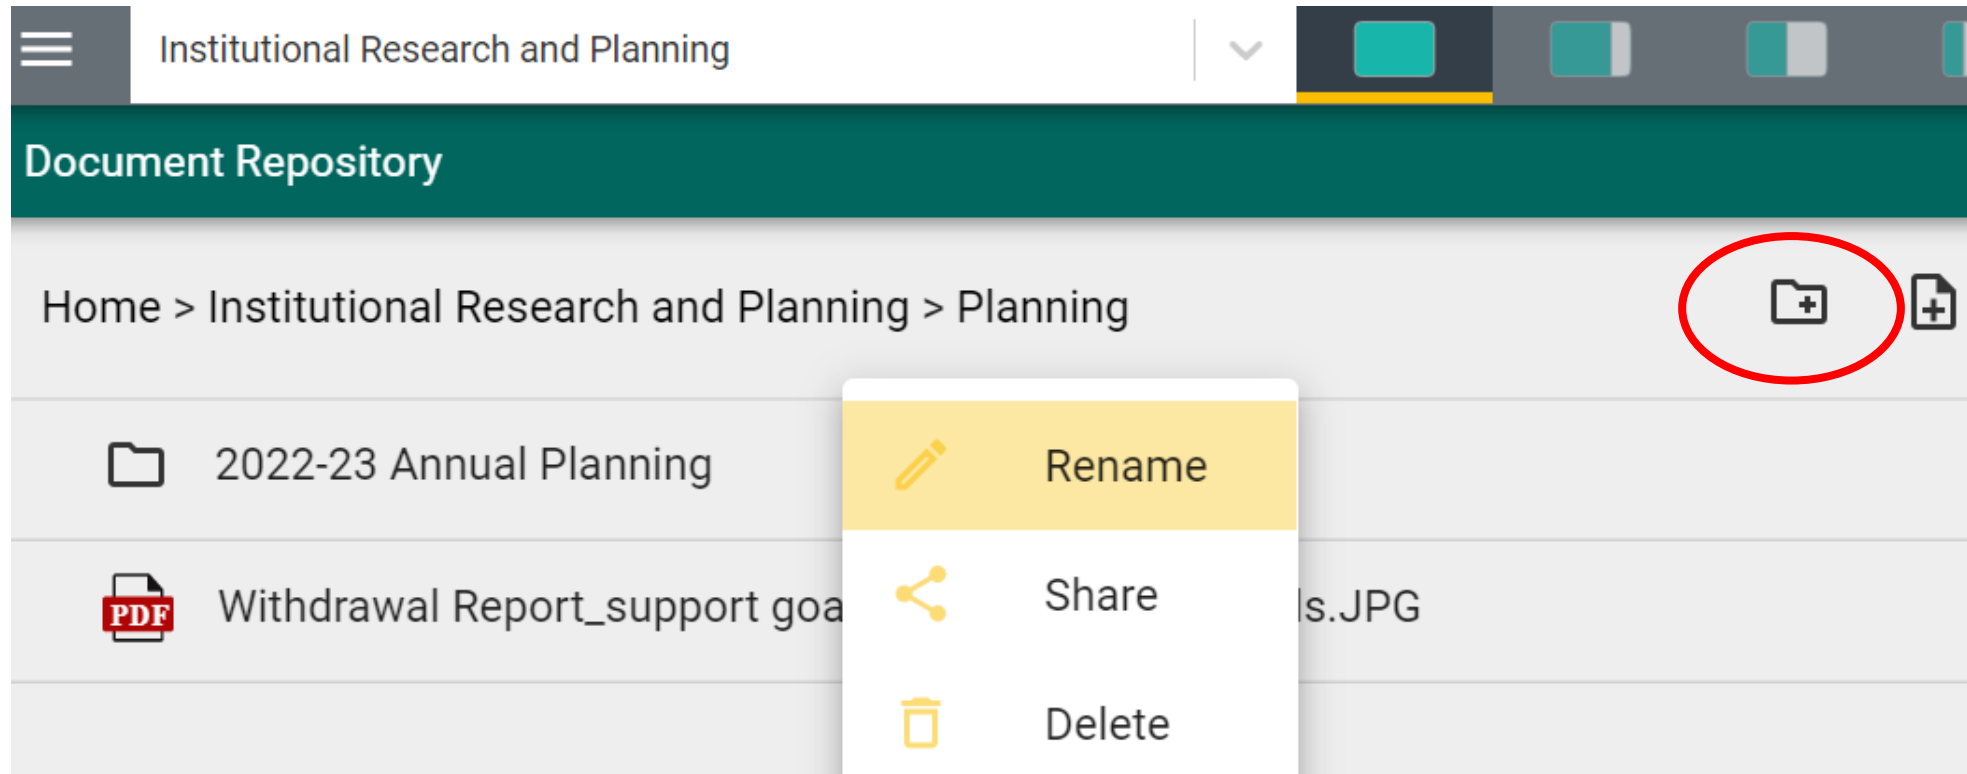 Institutional Research and Planning
Document Repository
Home > Institutional Research and Planning > Planning
2022-23 Annual Planning
Rename
PDF Withdrawal Report_support goa
ls.JPG
Share
Delete